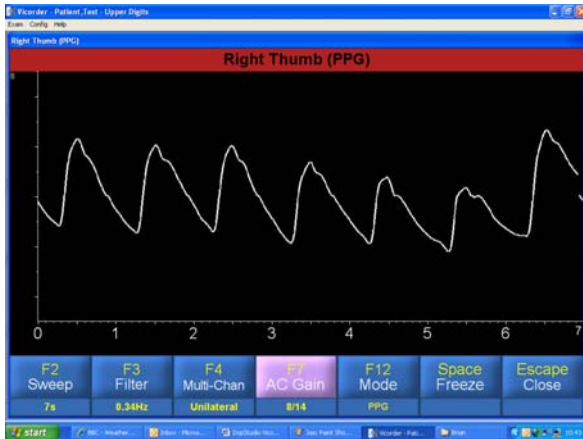 Vicorder - Patient,Test - Upper Digits
Exam Config Help
Right Thumb (PPG)
Right Thumb (PPG)
0 1 2 3 4 5 6 7
F2 F3 F4 F7 F12 Space Escape
Sweep Filter Multi-Chan AC Gain Mode Freeze Close
7s 0.34Hz Unilateral 8/14 PPG
start